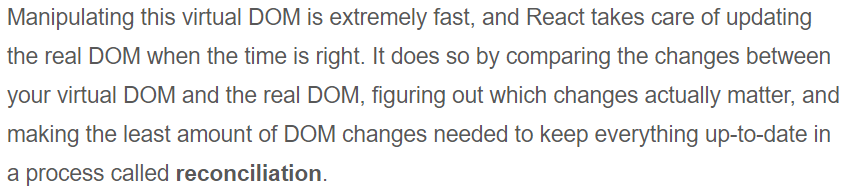 Manipulating this virtual DOM is extremely fast, and React takes care of updating
the real DOM when the time is right. It does so by comparing the changes between
your virtual DOM and the real DOM, figuring out which changes actually matter, and
making the least amount of DOM changes needed to keep everything up-to-date in
a process called reconciliation.